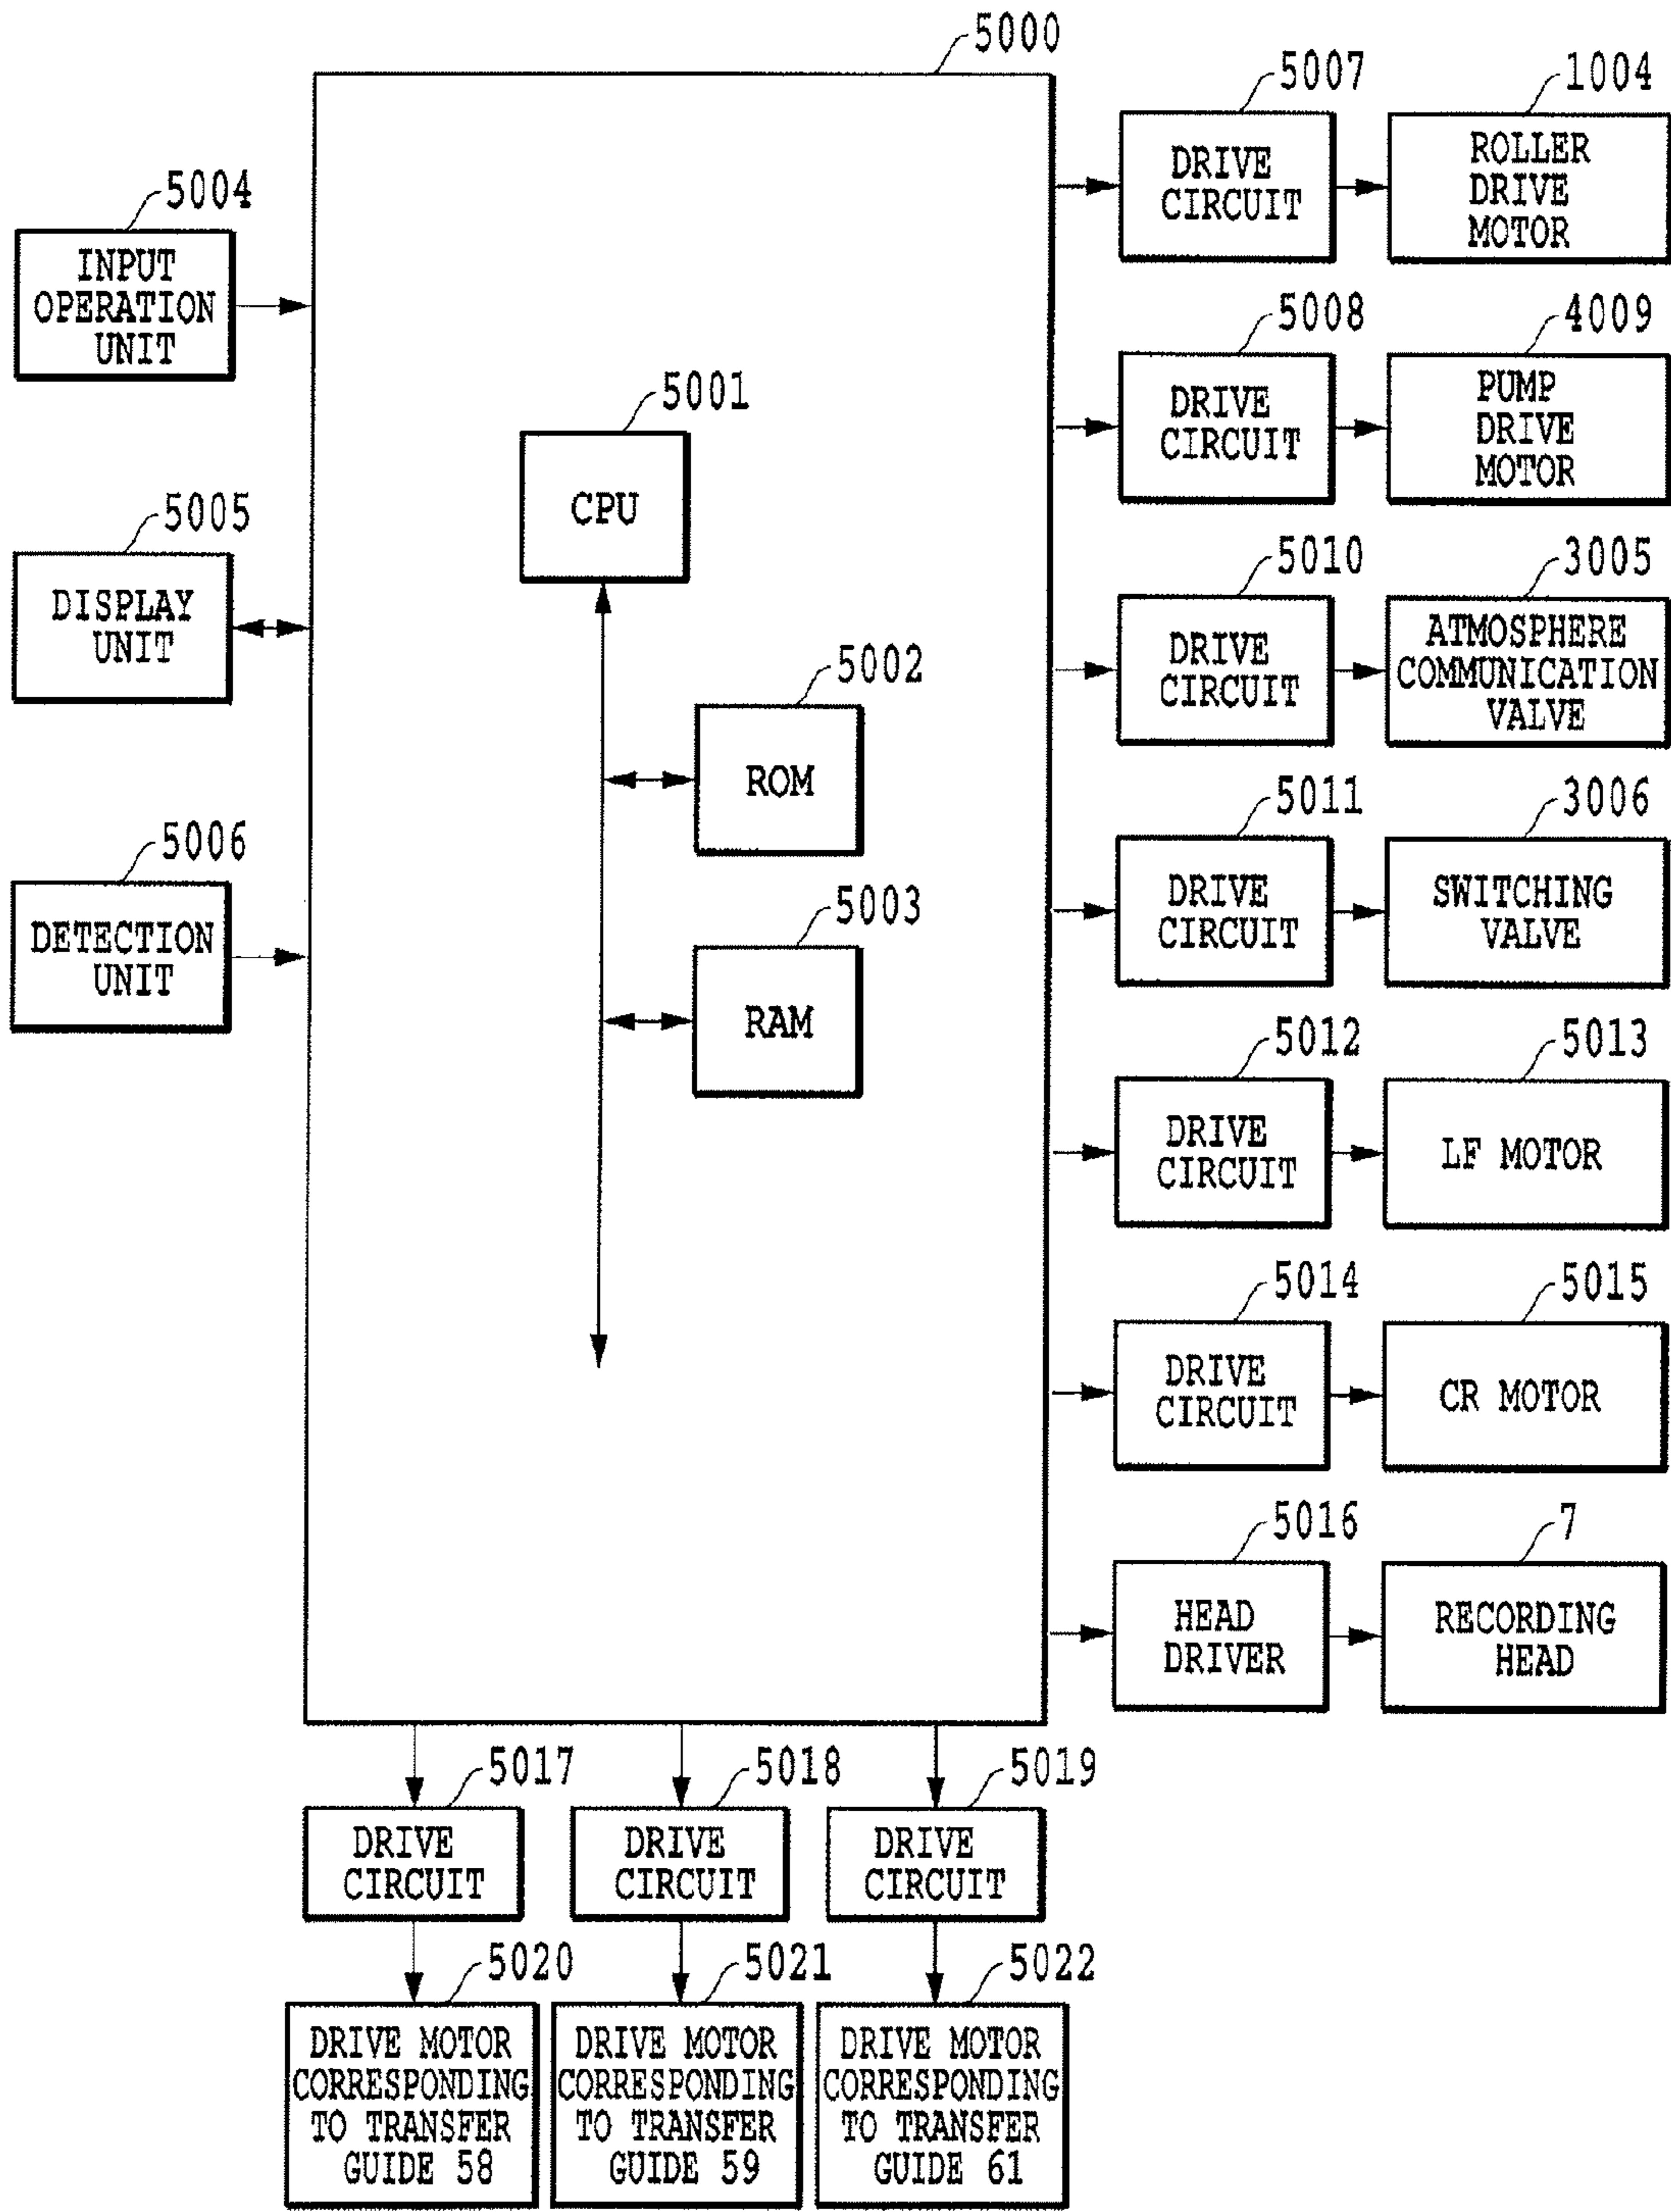 5000
5007
1004
DRIVE
CIRCUIT
ROLLER
DRIVE
MOTOR
5004
INPUT
OPERATION
UNIT
5008
4009
DRIVE
CIRCUIT
PUMP
DRIVE
MOTOR
5001
CPU
5005
DISPLAY
UNIT
5010
3005
DRIVE
CIRCUIT
ATMOSPHERE
COMMUNICATION
VALVE
5002
ROM
5011
3006
DRIVE
CIRCUIT
SWITCHING
VALVE
5006
DETECTION
UNIT
5003
RAM
5012
5013
DRIVE
CIRCUIT
LF MOTOR
5014
5015
DRIVE
CIRCUIT
CR MOTOR
5016
7
HEAD
DRIVER
RECORDING
HEAD
5017
5018
5019
DRIVE
CIRCUIT
DRIVE
CIRCUIT
DRIVE
CIRCUIT
5020
5021
5022
DRIVE MOTOR
CORRESPONDING
TO TRANSFER
GUIDE 58
DRIVE MOTOR
CORRESPONDING
TO TRANSFER
GUIDE 59
DRIVE MOTOR
CORRESPONDING
TO TRANSFER
GUIDE 61